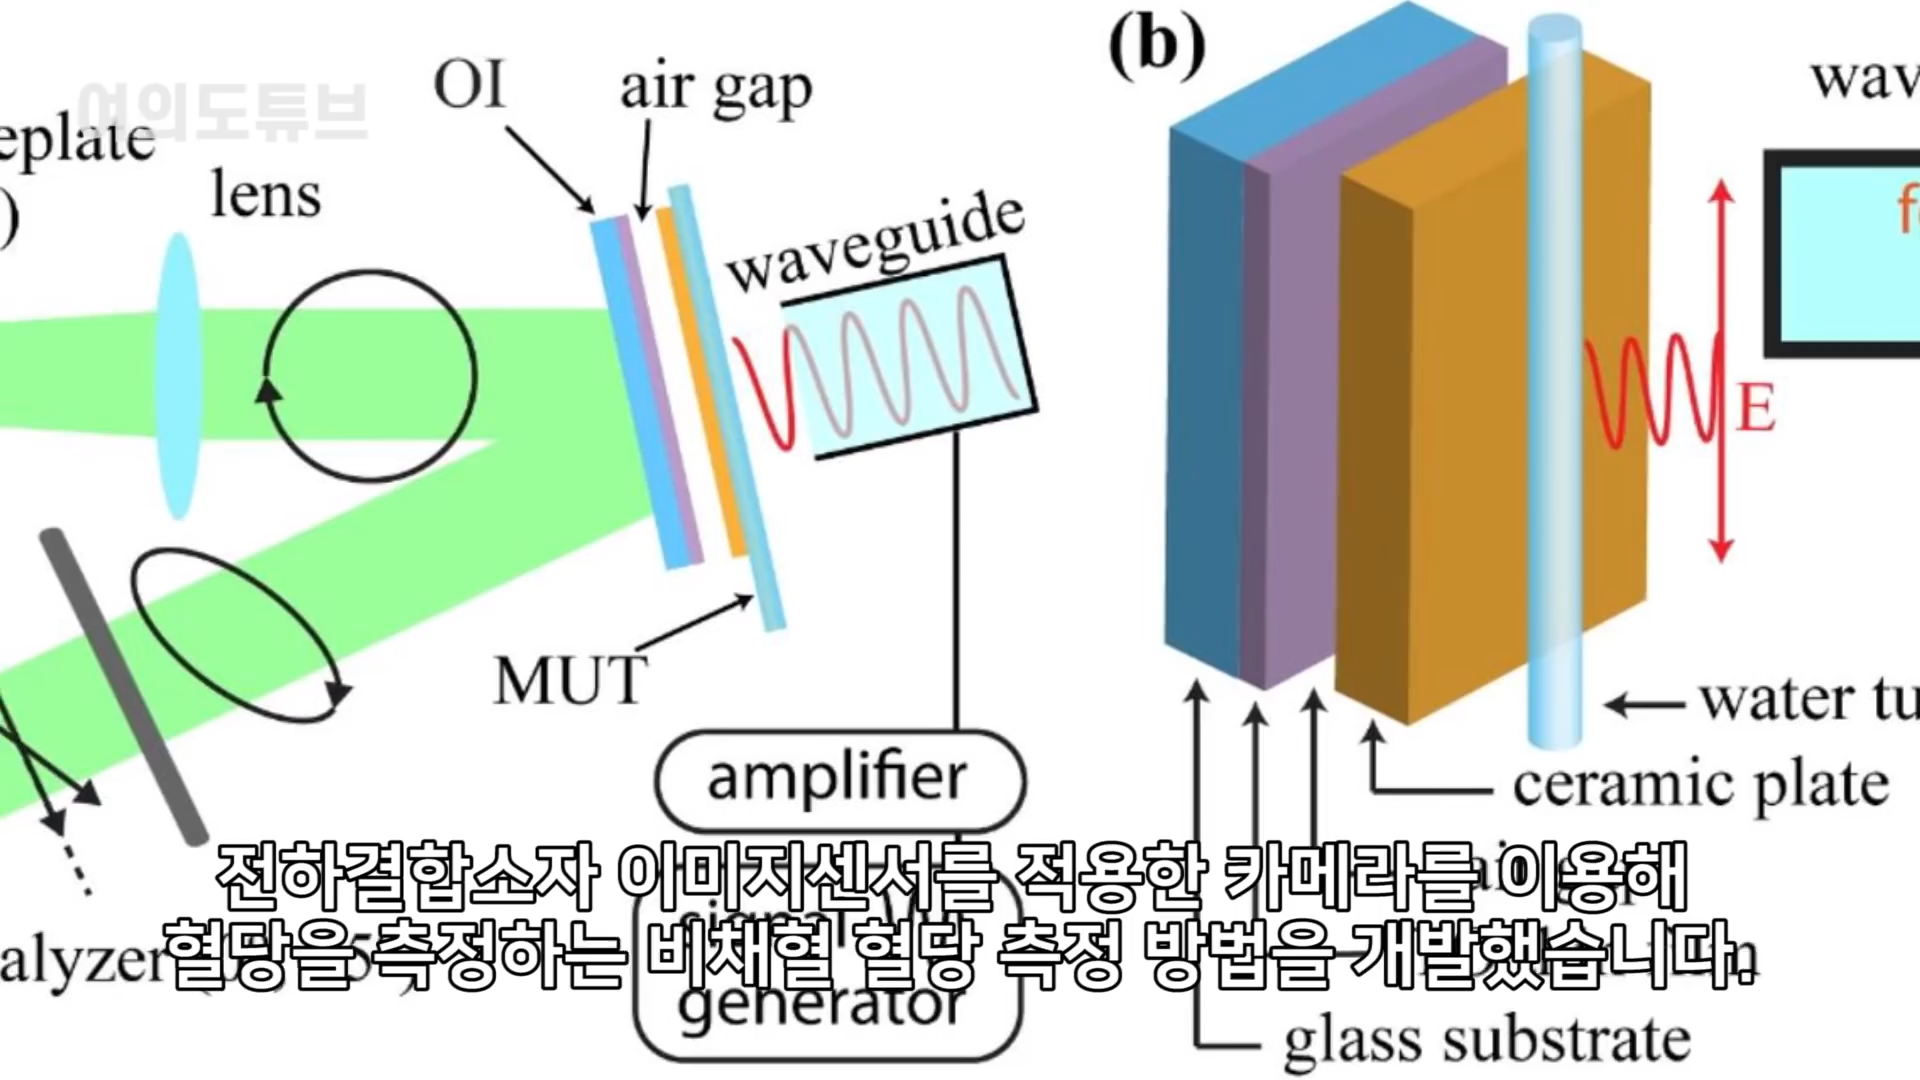 여의도튜브
OI
air gap
(b)
eplate
lens
)
waveguide
wav
E
MUT
water tu
ceramic plate
amplifier
전하결합소자 이미지센서를 적용한 카메라를 이용해
혈당을 측정하는 비채혈 혈당 측정 방법을 개발했습니다.
alyzer
generator
glass substrate